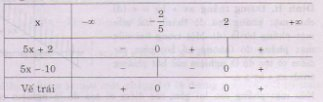 x -∞ -2/5 2 +∞
5x + 2 - 0 + | +
5x - 10 - | - 0 +
Vế trái + 0 - 0 +